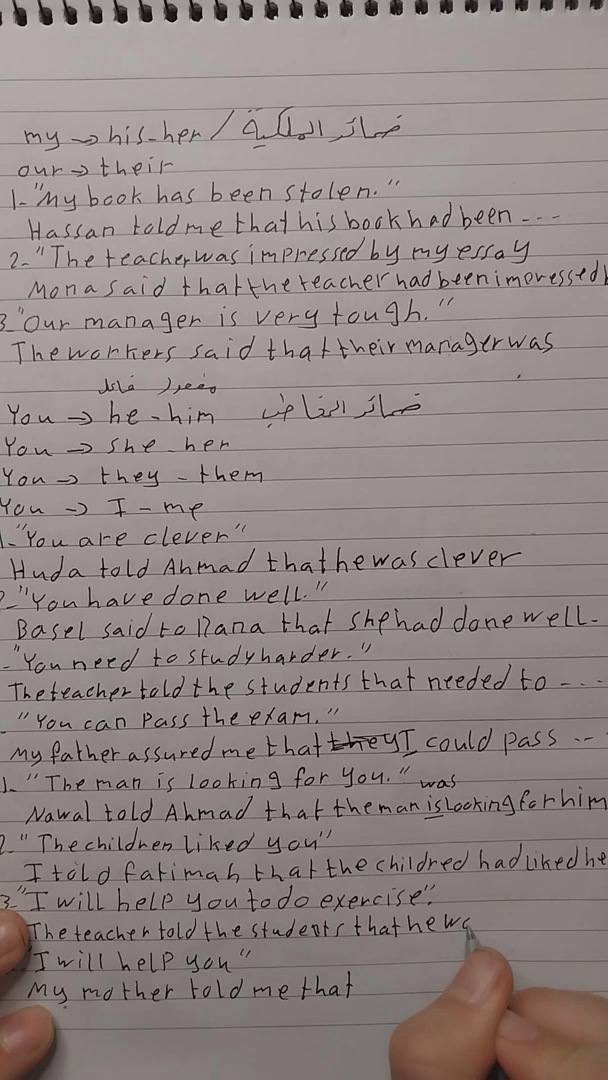 my → his-her / ضمائر الملكية
our → their
1- "My book has been stolen."
Hassan told me that his book had been ---
2- "The teacher was impressed by my essay
Mona said that the teacher had been impressed b
3 "Our manager is very tough."
The workers said that their manager was
مفعول فاعل
You → he - him ضمائر المخاطب
You → she - her
You → they - them
You → I - me
1- "You are clever"
Huda told Ahmad that he was clever
2- "You have done well."
Basel said to Rana that she had done well-
- "You need to study harder."
The teacher told the students that needed to ---
- "You can pass the exam."
My father assured me that they I could pass --
1- "The man is looking for you." was
Nawal told Ahmad that the man is looking for him
2- "The children liked you"
I told fatimah that the childred had liked he
3- "I will help you to do exercise".
The teacher told the students that he wo
"I will help you"
My mother told me that